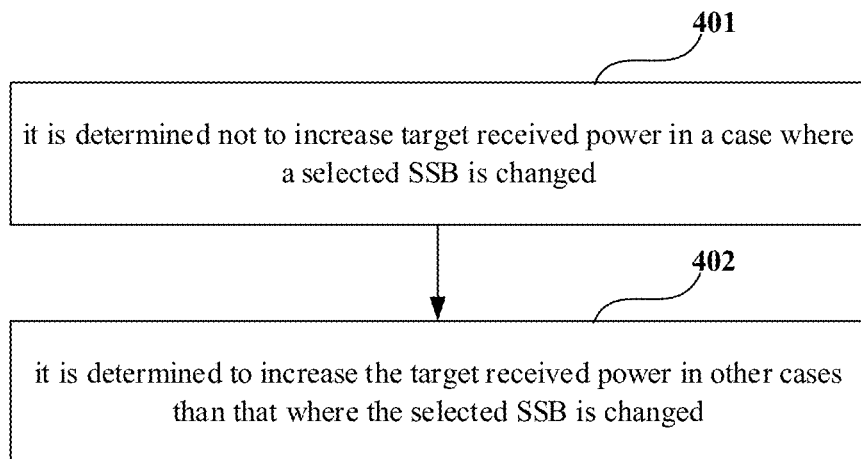 401
it is determined not to increase target received power in a case where
a selected SSB is changed
402
it is determined to increase the target received power in other cases
than that where the selected SSB is changed